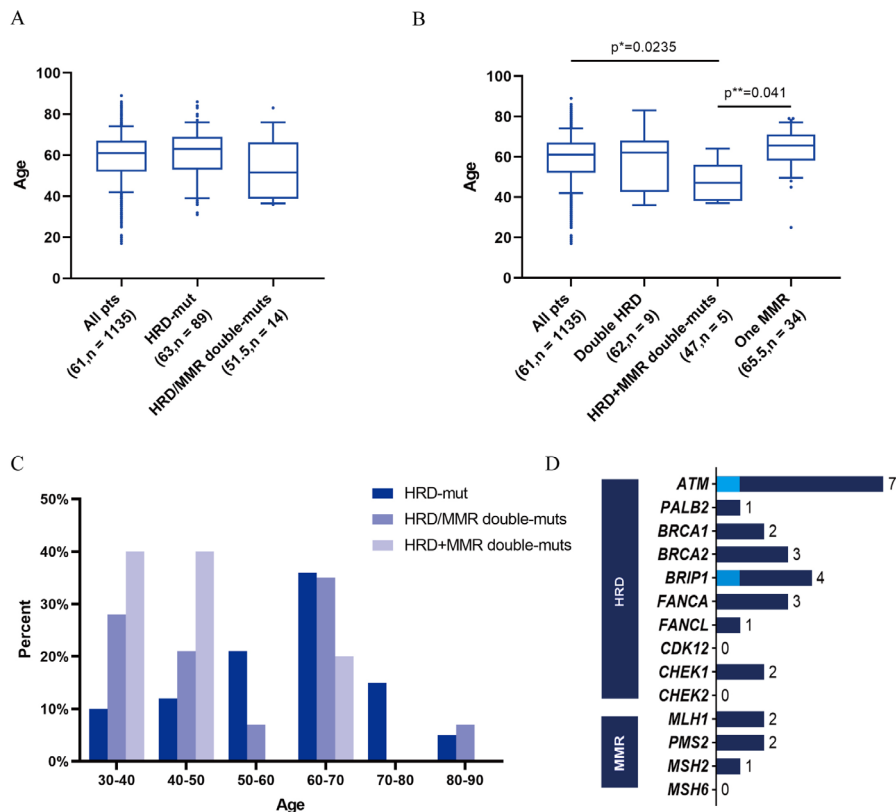 A
Age
100
80
60
40
20
0
All pts
(61,n = 1135)
HRD-mut
(63,n = 89)
HRD/MMR double-muts
(51.5,n = 14)
B
p*=0.0235
p**=0.041
Age
100
80
60
40
20
0
All pts
(61,n = 1135)
Double HRD
(62,n = 9)
HRD+MMR double-muts
(47,n = 5)
One MMR
(65.5,n = 34)
C
HRD-mut
HRD/MMR double-muts
HRD+MMR double-muts
Percent
50%
40%
30%
20%
10%
0%
30-40 40-50 50-60 60-70 70-80 80-90
Age
D
HRD
ATM 7
PALB2 1
BRCA1 2
BRCA2 3
BRIP1 4
FANCA 3
FANCL 1
CDK12 0
CHEK1 2
CHEK2 0
MMR
MLH1 2
PMS2 2
MSH2 1
MSH6 0